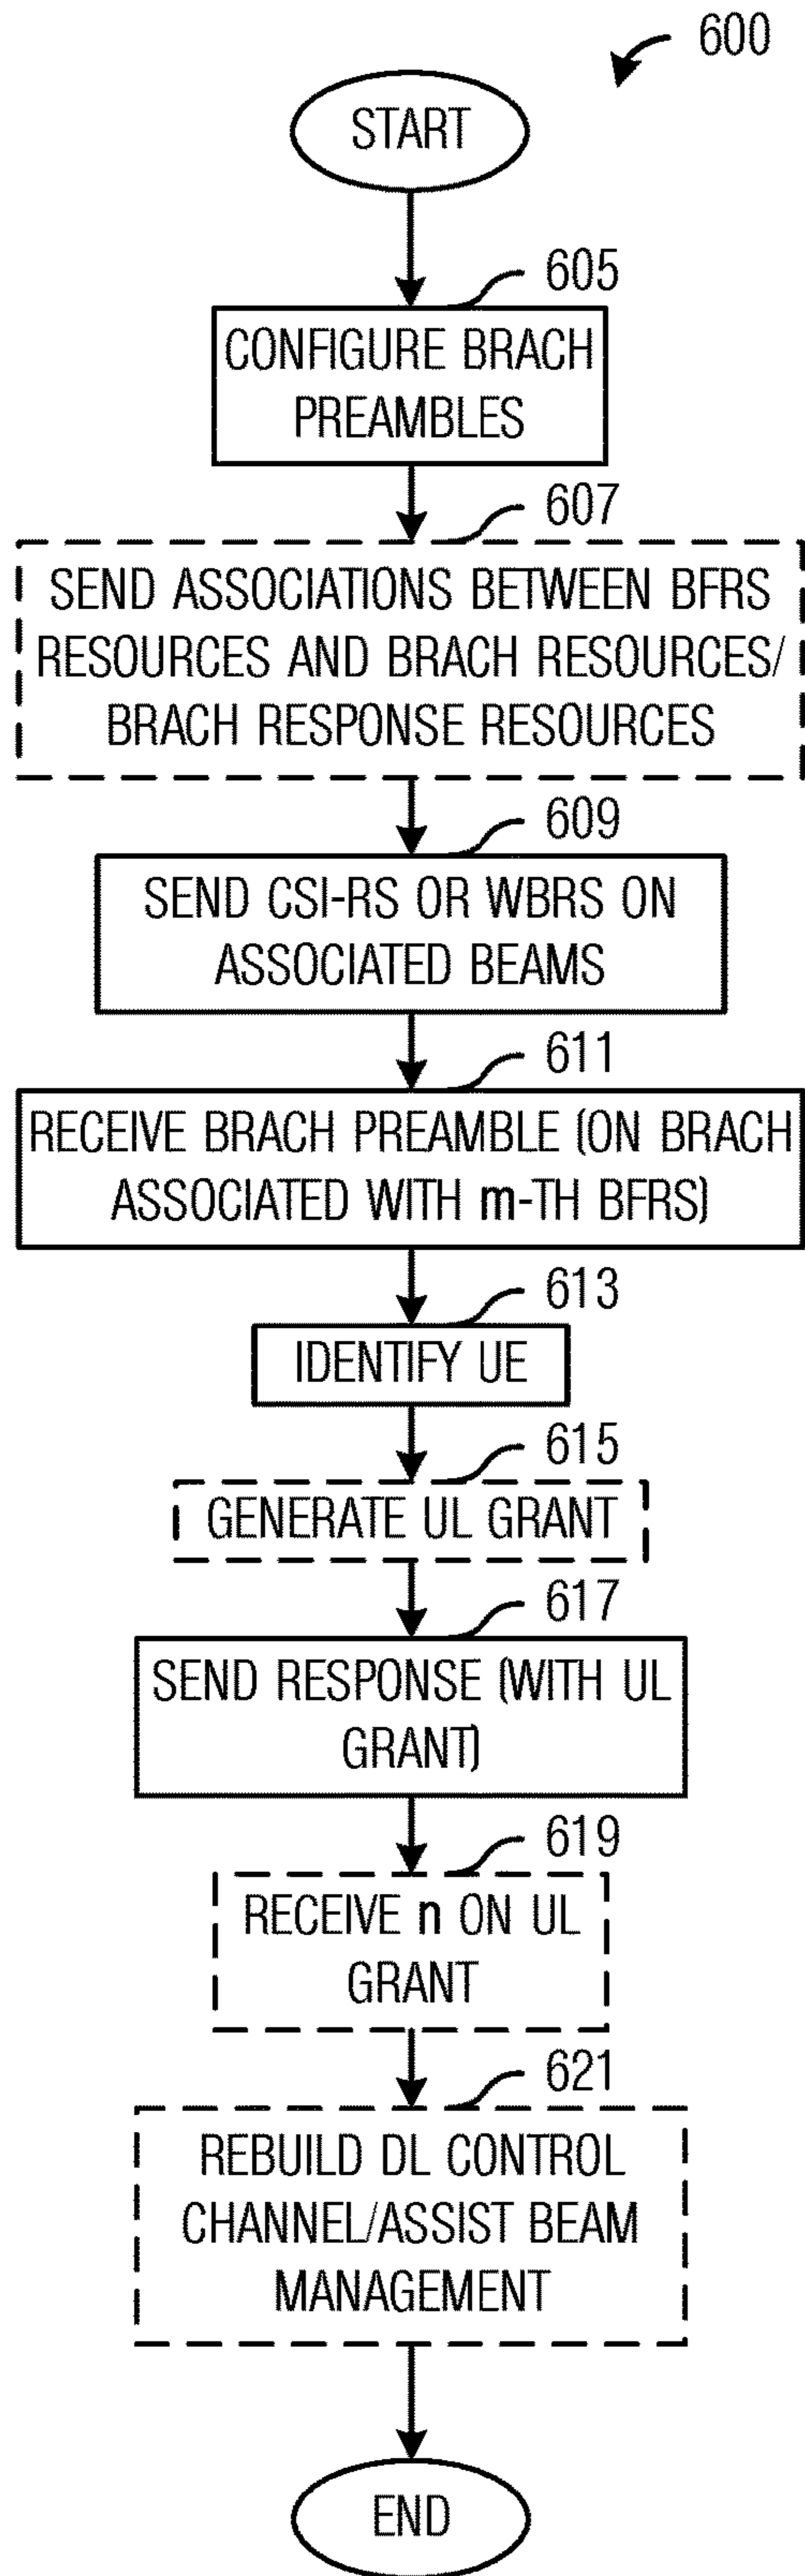 600
START
605
CONFIGURE BRACH
PREAMBLES
607
SEND ASSOCIATIONS BETWEEN BFRS
RESOURCES AND BRACH RESOURCES/
BRACH RESPONSE RESOURCES
609
SEND CSI-RS OR WBRS ON
ASSOCIATED BEAMS
611
RECEIVE BRACH PREAMBLE (ON BRACH
ASSOCIATED WITH m-TH BFRS)
613
IDENTIFY UE
615
GENERATE UL GRANT
617
SEND RESPONSE (WITH UL
GRANT)
619
RECEIVE n ON UL
GRANT
621
REBUILD DL CONTROL
CHANNEL/ASSIST BEAM
MANAGEMENT
END